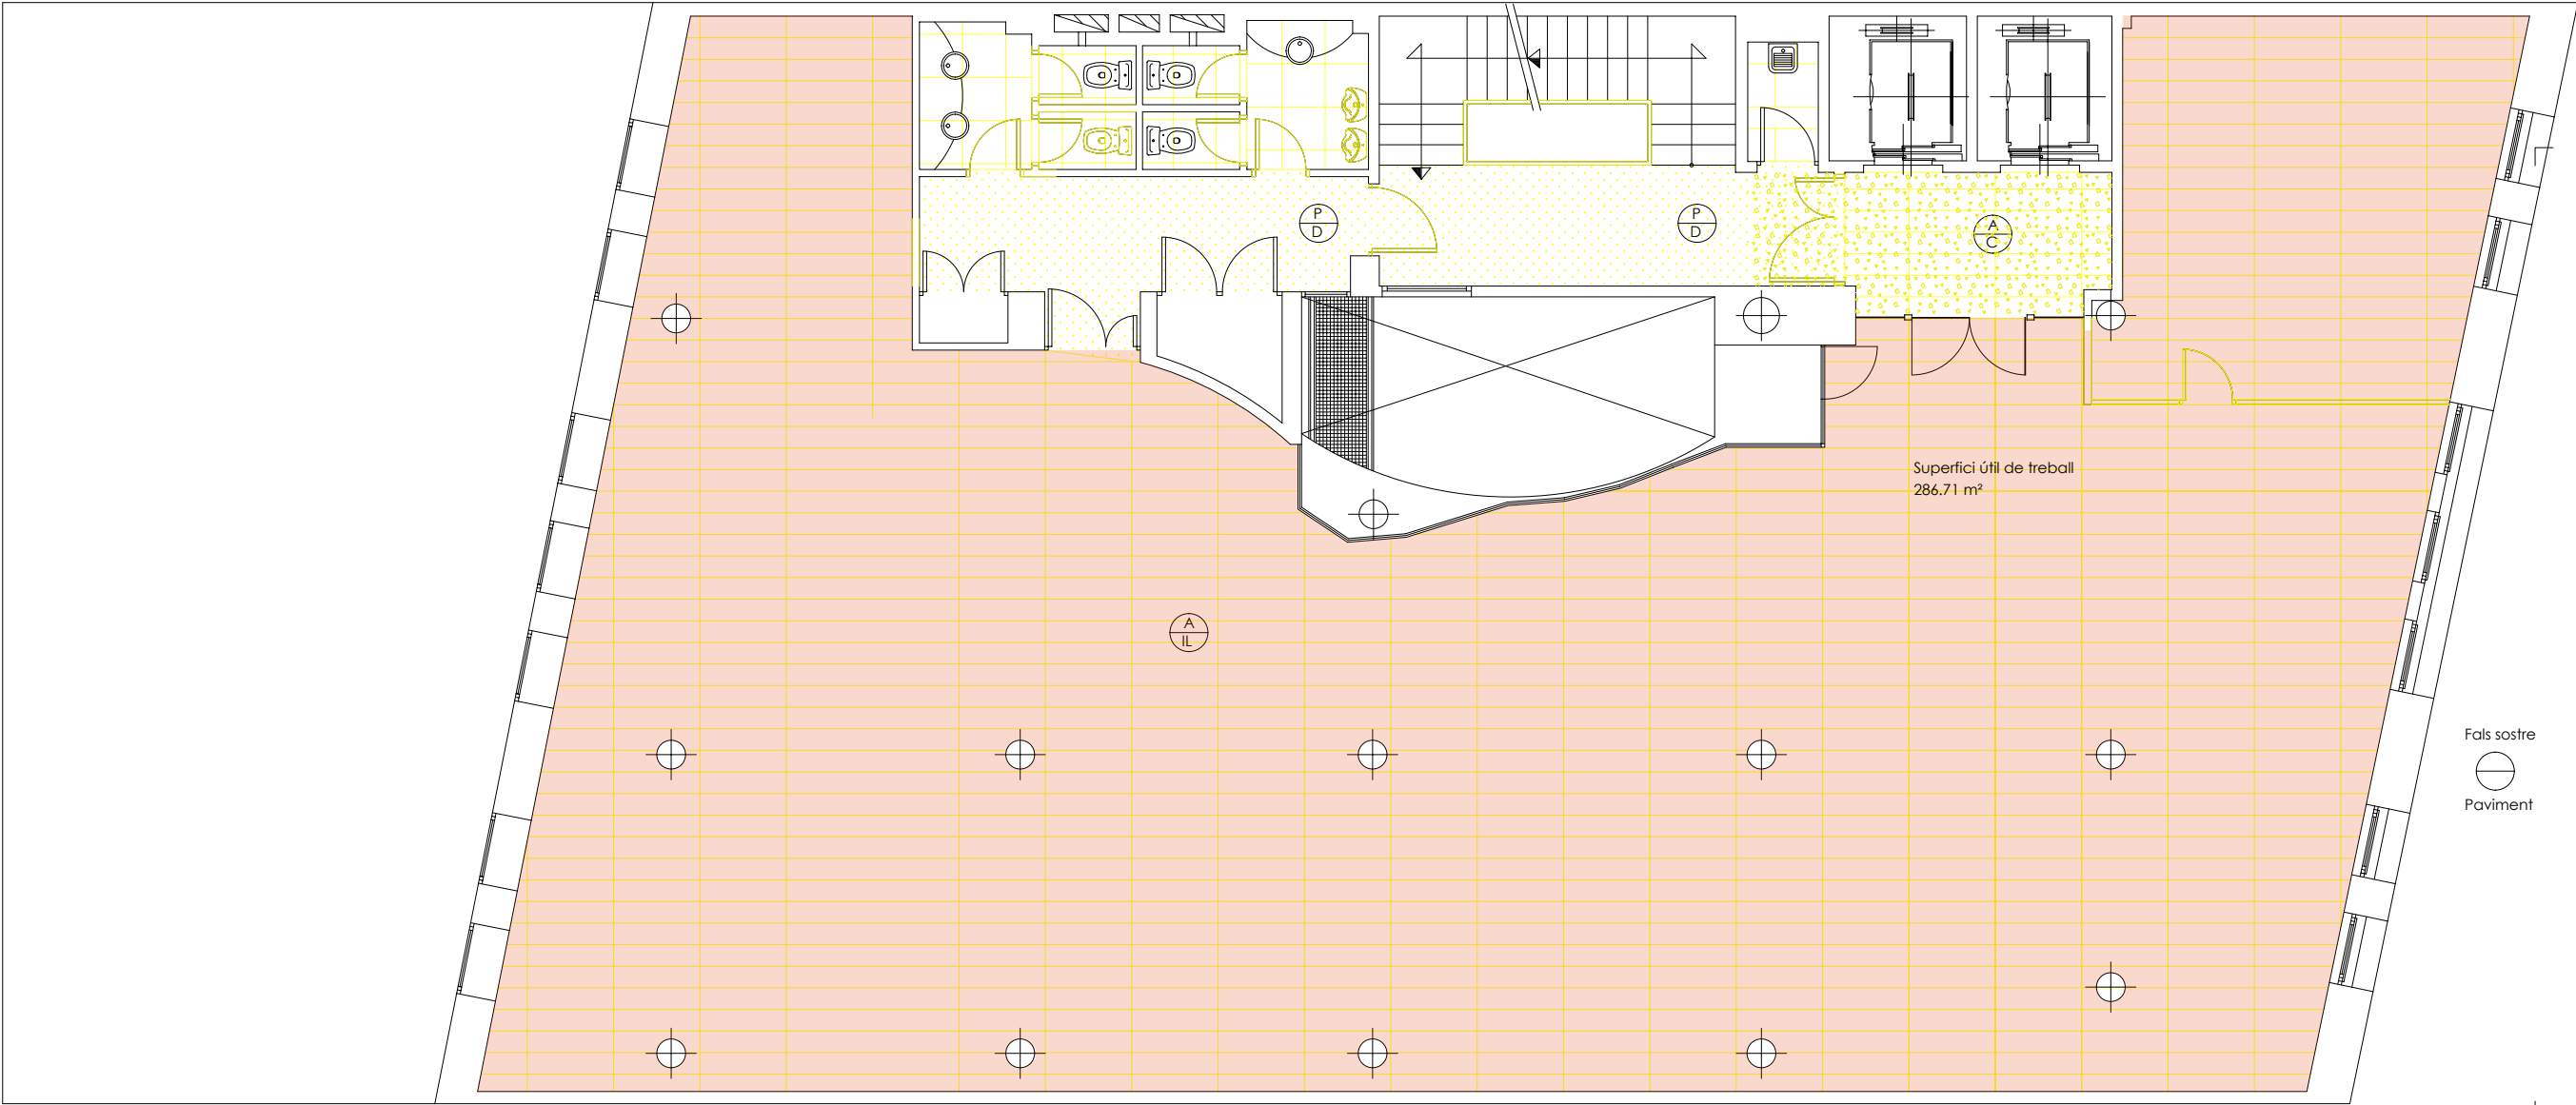 P
D
P
D
A
C
Superfici útil de treball
286.71 m²
A
IL
Fals sostre
Paviment